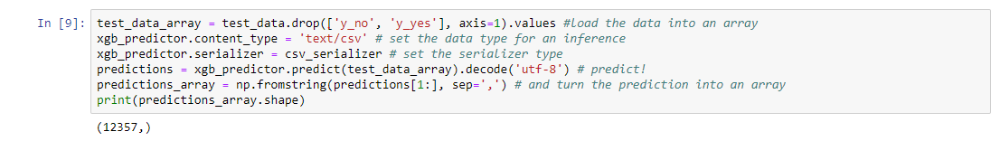 In [9]: test_data_array = test_data.drop(['y_no', 'y_yes'], axis=1).values #load the data into an array
xgb_predictor.content_type = 'text/csv' # set the data type for an inference
xgb_predictor.serializer = csv_serializer # set the serializer type
predictions = xgb_predictor.predict(test_data_array).decode('utf-8') # predict!
predictions_array = np.fromstring(predictions[1:], sep=',') # and turn the prediction into an array
print(predictions_array.shape)
(12357,)